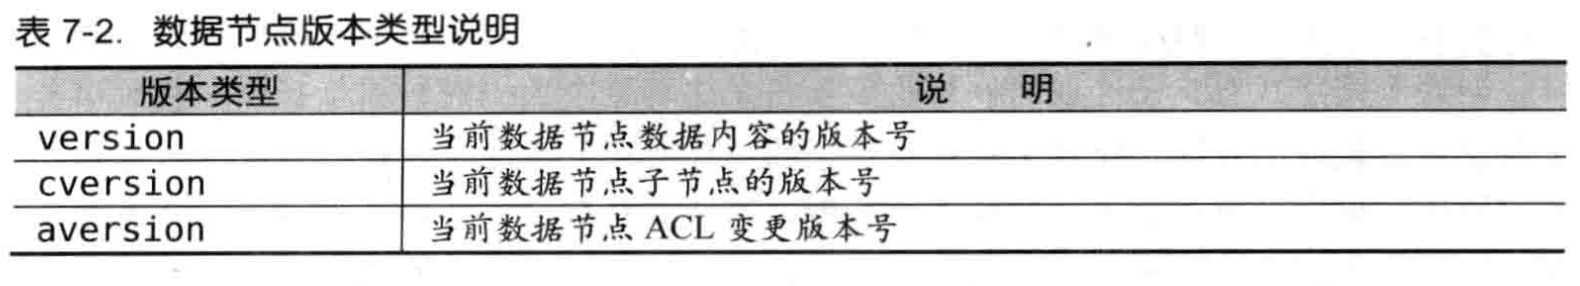 表 7-2. 数据节点版本类型说明
版本类型 说 明
version 当前数据节点数据内容的版本号
cversion 当前数据节点子节点的版本号
aversion 当前数据节点 ACL 变更版本号